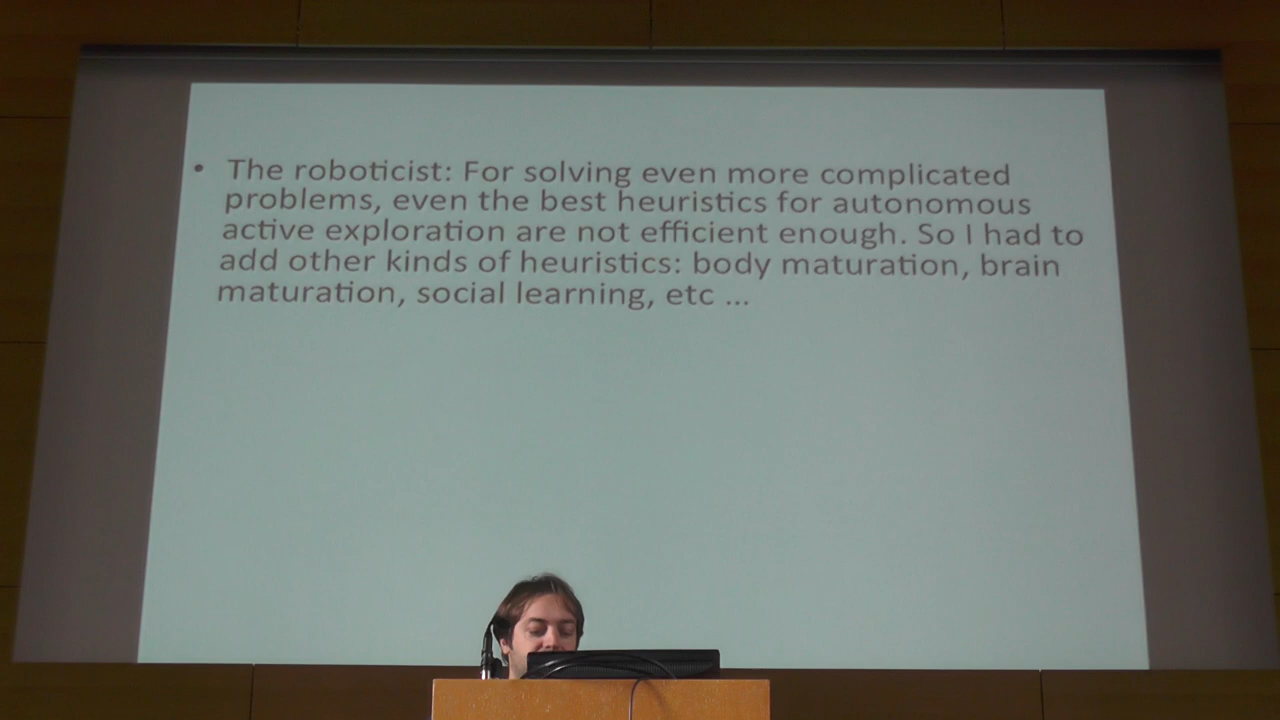 • The roboticist: For solving even more complicated
problems, even the best heuristics for autonomous
active exploration are not efficient enough. So I had to
add other kinds of heuristics: body maturation, brain
maturation, social learning, etc ...